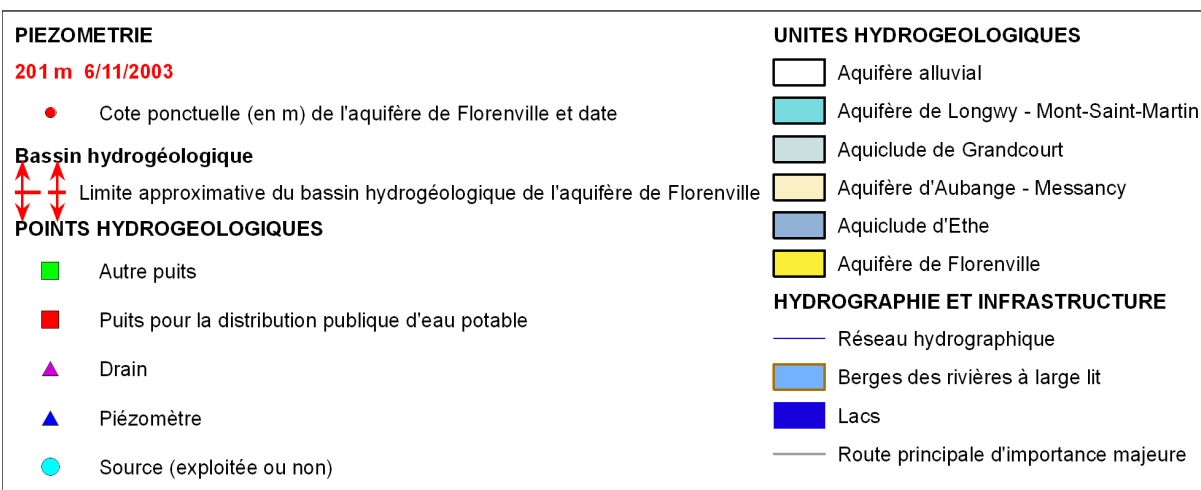 PIEZOMETRIE
201 m 6/11/2003
Cote ponctuelle (en m) de l'aquifère de Florenville et date
Bassin hydrogéologique
Limite approximative du bassin hydrogéologique de l'aquifère de Florenville
POINTS HYDROGEOLOGIQUES
Autre puits
Puits pour la distribution publique d'eau potable
Drain
Piézomètre
Source (exploitée ou non)
UNITES HYDROGEOLOGIQUES
Aquifère alluvial
Aquifère de Longwy - Mont-Saint-Martin
Aquiclude de Grandcourt
Aquifère d'Aubange - Messancy
Aquiclude d'Ethe
Aquifère de Florenville
HYDROGRAPHIE ET INFRASTRUCTURE
Réseau hydrographique
Berges des rivières à large lit
Lacs
Route principale d'importance majeure